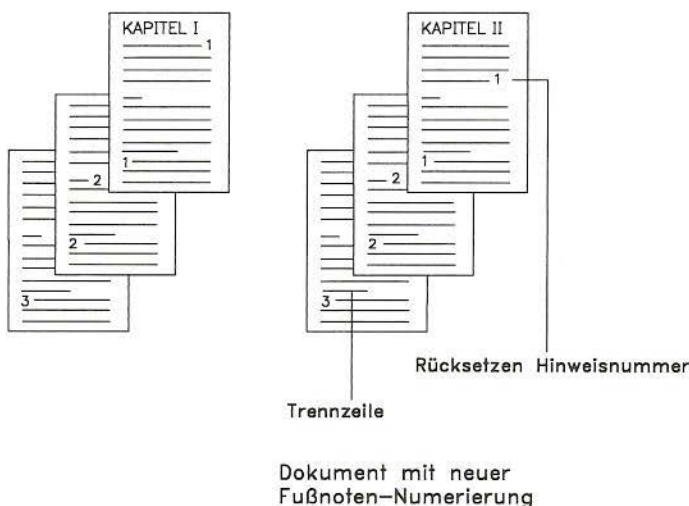 KAPITEL I
1
1
2
2
3
KAPITEL II
1
1
2
2
3
Rücksetzen Hinweisnummer
Trennzeile
Dokument mit neuer
Fußnoten–Numerierung